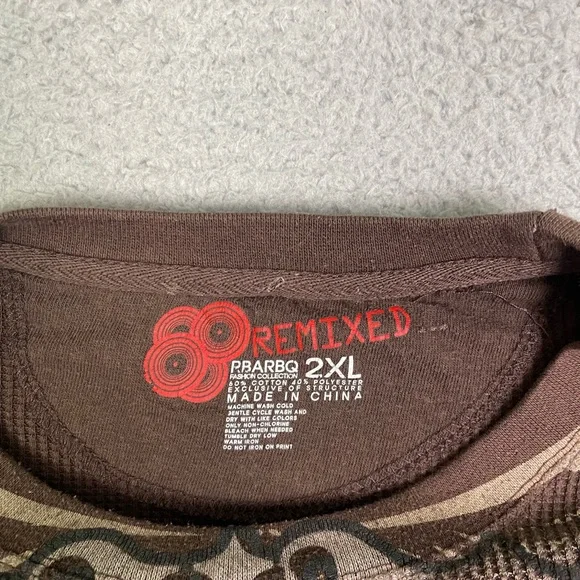 REMIXED...
P.BARBQ
FASHION COLLECTION
2XL
60% COTTON 40% POLYESTER
EXCLUSIVE OF STRUCTURE
MADE IN CHINA
MACHINE WASH COLD
GENTLE CYCLE WASH AND
DRY WITH LIKE COLORS
ONLY NON-CHLORINE
BLEACH WHEN NEEDED
TUMBLE DRY LOW
WARM IRON
DO NOT IRON ON PRINT